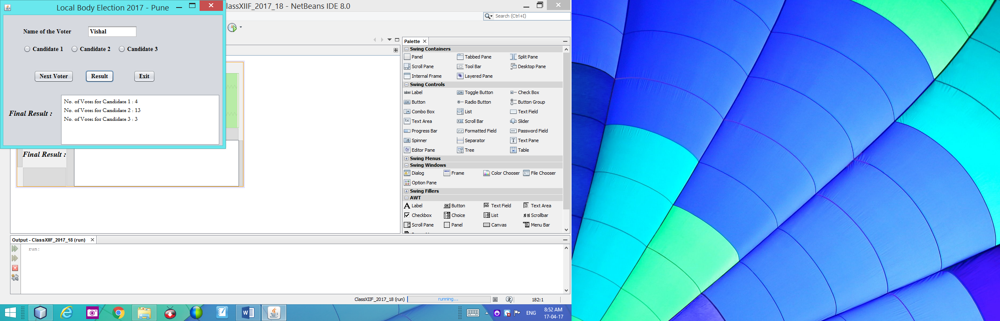 Local Body Election 2017 - Pune
lassXIIF_2017_18 - NetBeans IDE 8.0
Search (Ctrl+I)
Name of the Voter Vishal
Candidate 1 Candidate 2 Candidate 3
Next Voter Result Exit
Final Result :
No. of Votes for Candidate 1 : 4
No. of Votes for Candidate 2 : 13
No. of Votes for Candidate 3 : 3
Final Result :
Palette
Swing Containers
Panel Tabbed Pane Split Pane
Scroll Pane Tool Bar Desktop Pane
Internal Frame Layered Pane
Swing Controls
label Label ON Toggle Button Check Box
OK Button Radio Button Button Group
Combo Box List Text Field
tx Text Area Scroll Bar Slider
Progress Bar Formatted Field Password Field
Spinner Separator T Text Pane
Editor Pane Tree Table
Swing Menus
Swing Windows
Dialog Frame Color Chooser File Chooser
Option Pane
Swing Fillers
AWT
A Label OK Button ab Text Field Text Area
Checkbox Choice List Scrollbar
Scroll Pane Panel Canvas Menu Bar
Output - ClassXIIF_2017_18 (run)
run:
ClassXIIF_2017_18 (run) running... 2 182:1
ENG 8:52 AM
17-04-17